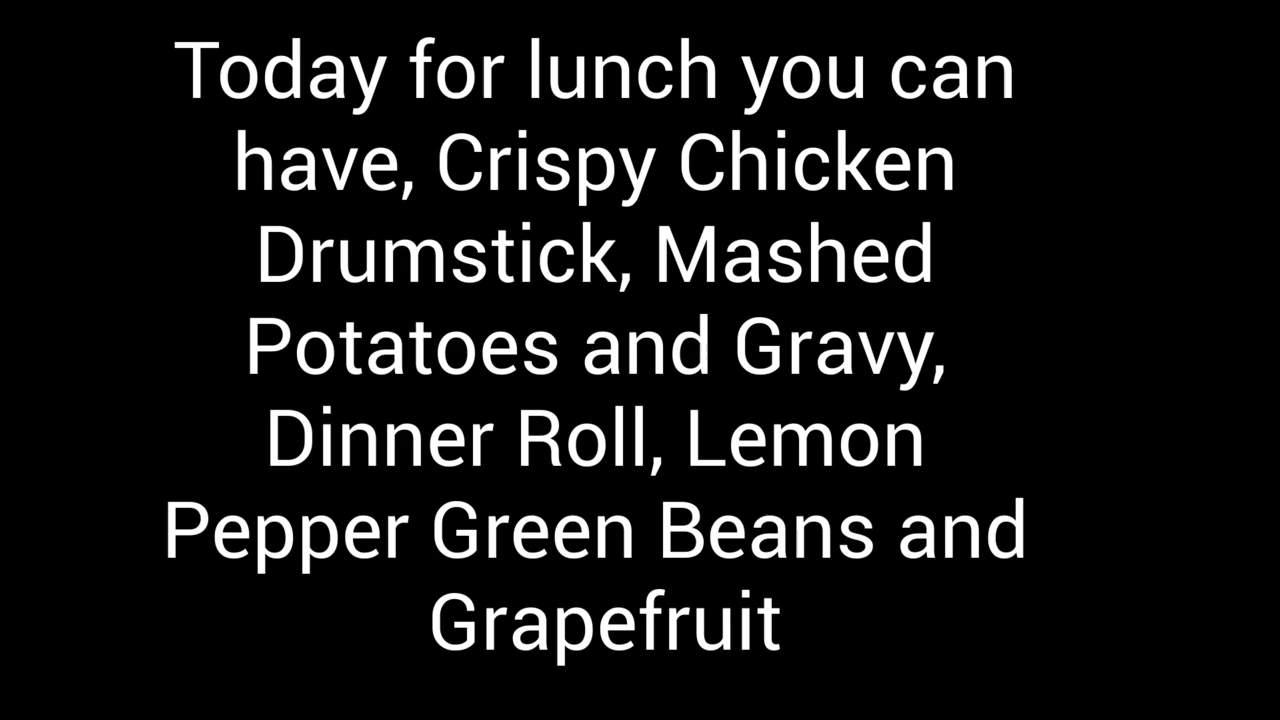 Today for lunch you can
have, Crispy Chicken
Drumstick, Mashed
Potatoes and Gravy,
Dinner Roll, Lemon
Pepper Green Beans and
Grapefruit